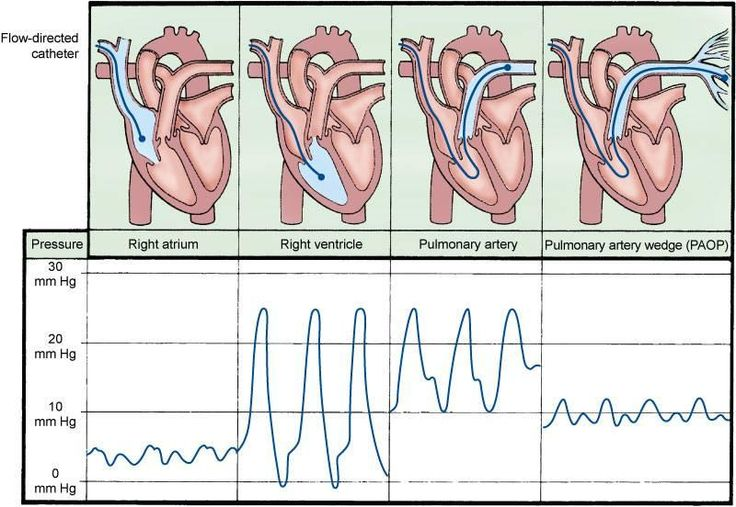 Flow-directed
catheter
Pressure
Right atrium
Right ventricle
Pulmonary artery
Pulmonary artery wedge (PAOP)
30
mm Hg
20
mm Hg
10
mm Hg
0
mm Hg